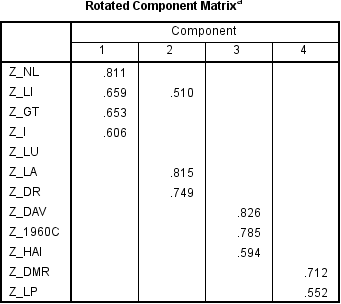 Rotated Component Matrixa
Component
1 2 3 4
Z_NL .811
Z_LI .659 .510
Z_GT .653
Z_I .606
Z_LU
Z_LA .815
Z_DR .749
Z_DAV .826
Z_1960C .785
Z_HAI .594
Z_DMR .712
Z_LP .552